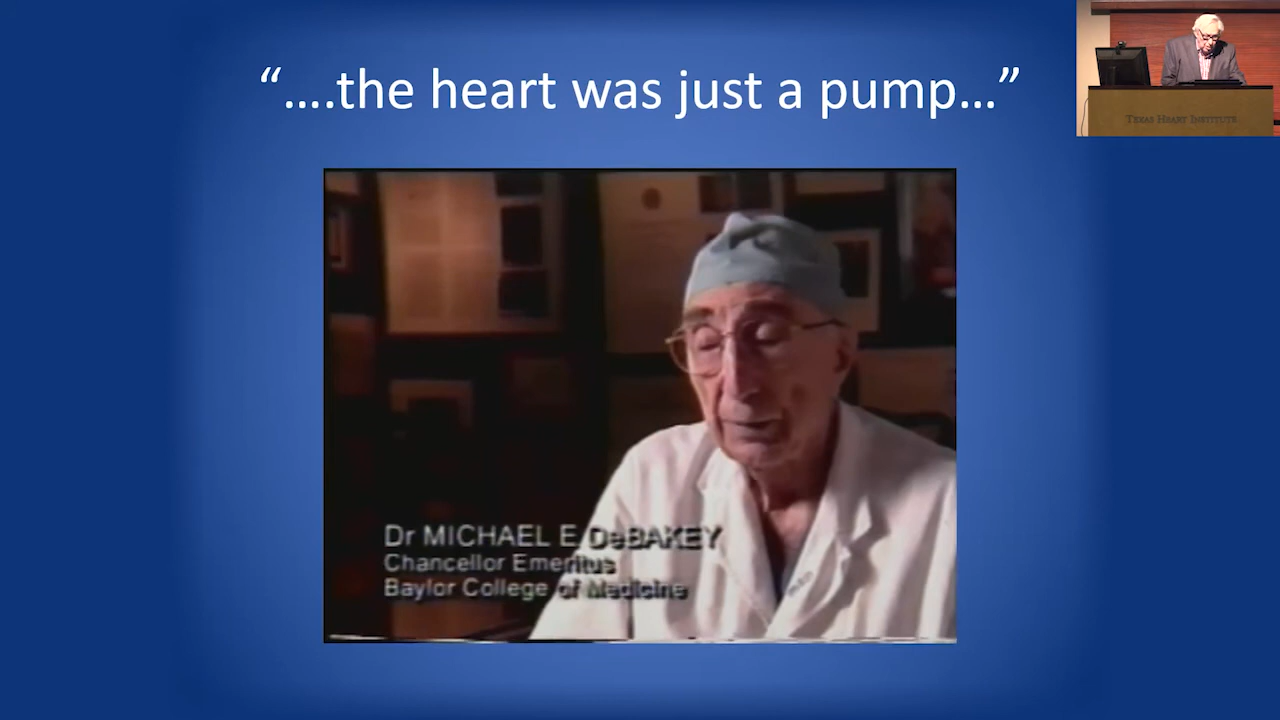 “….the heart was just a pump…”
TEXAS HEART INSTITUTE
Dr MICHAEL E DeBAKEY
Chancellor Emeritus
Baylor College of Medicine